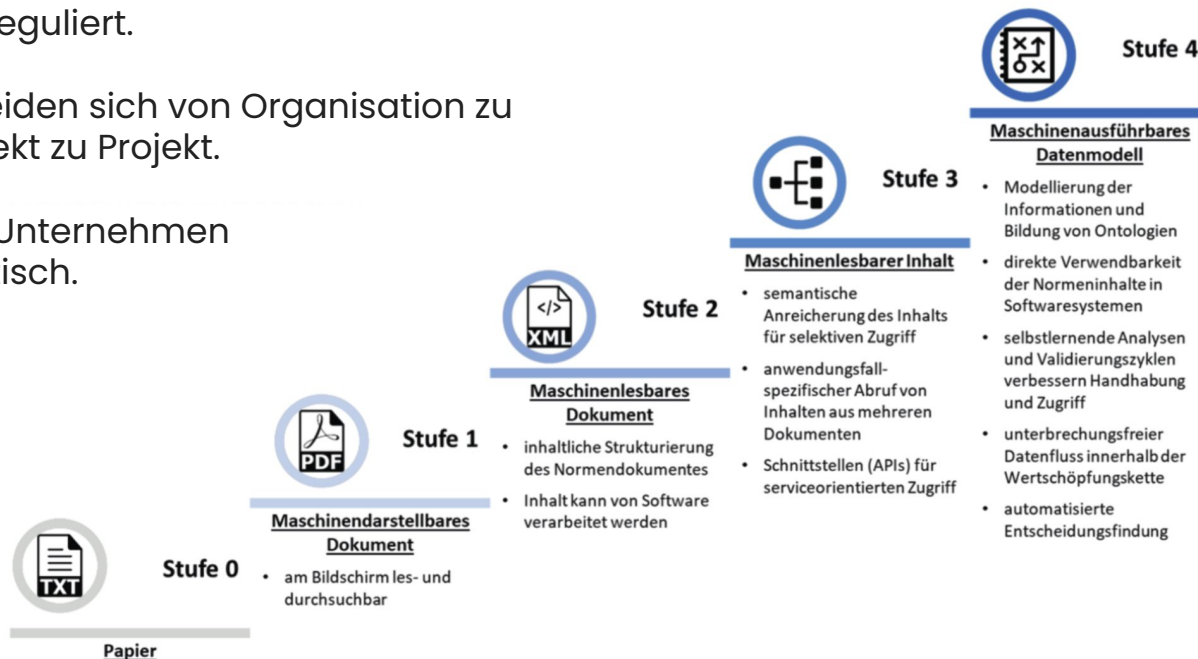 eguliert.
eiden sich von Organisation zu
ekt zu Projekt.
Unternehmen
isch.
TXT
Stufe 0
Papier
PDF
Stufe 1
Maschinendarstellbares
Dokument
• am Bildschirm les- und
durchsuchbar
</>
XML
Stufe 2
Maschinenlesbares
Dokument
• inhaltliche Strukturierung
des Normendokumentes
• Inhalt kann von Software
verarbeitet werden
Stufe 3
Maschinenlesbarer Inhalt
• semantische
Anreicherung des Inhalts
für selektiven Zugriff
• anwendungsfall-
spezifischer Abruf von
Inhalten aus mehreren
Dokumenten
• Schnittstellen (APIs) für
serviceorientierten Zugriff
Stufe 4
Maschinenausführbares
Datenmodell
• Modellierung der
Informationen und
Bildung von Ontologien
• direkte Verwendbarkeit
der Normeninhalte in
Softwaresystemen
• selbstlernende Analysen
und Validierungszyklen
verbessern Handhabung
und Zugriff
• unterbrechungsfreier
Datenfluss innerhalb der
Wertschöpfungskette
• automatisierte
Entscheidungsfindung